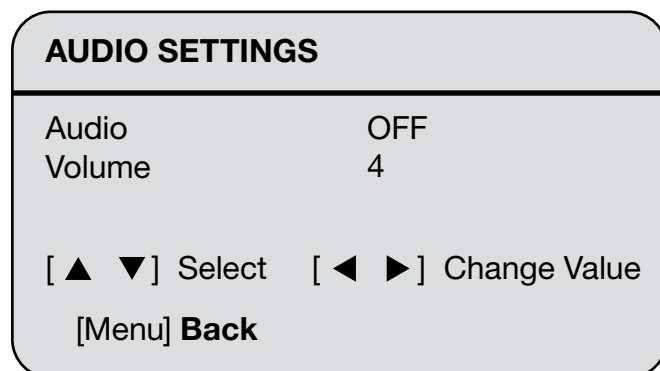 AUDIO SETTINGS
Audio OFF
Volume 4
[ ▲ ▼ ] Select [ ◀ ▶ ] Change Value
[Menu] Back